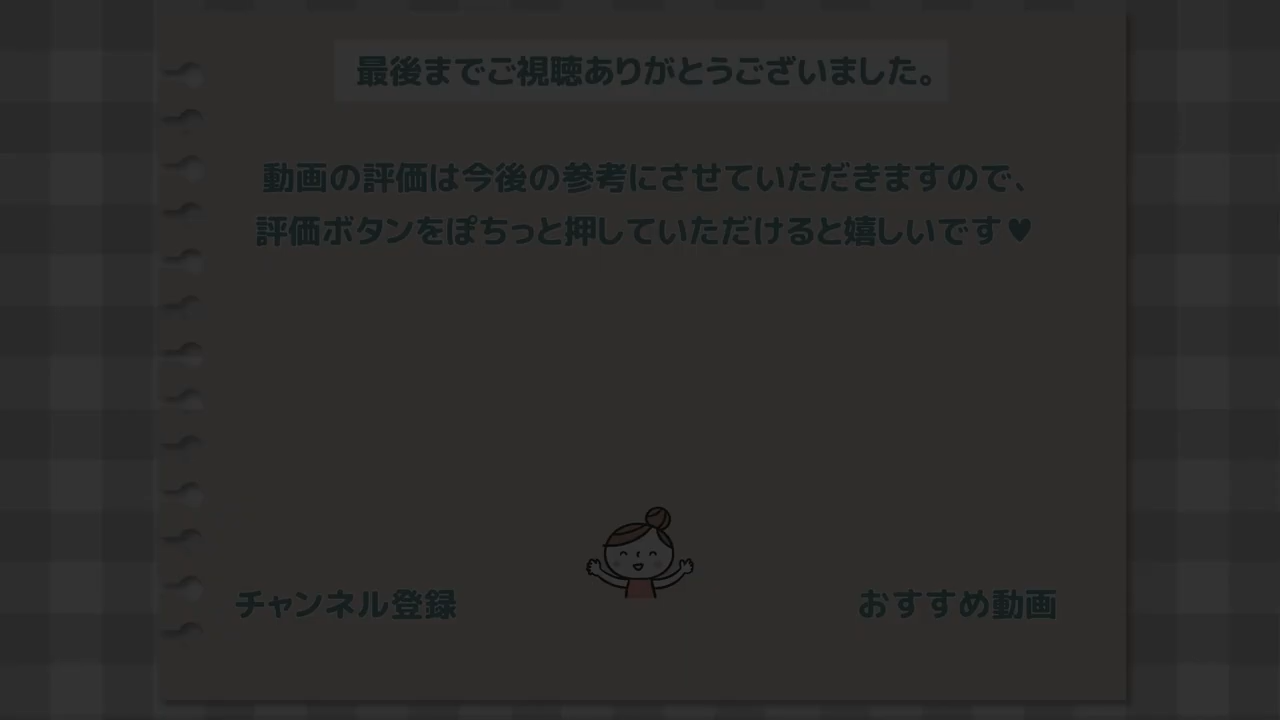 最後までご視聴ありがとうございました。
動画の評価は今後の参考にさせていただきますので、
評価ボタンをぽちっと押していただけると嬉しいです♥
チャンネル登録
おすすめ動画